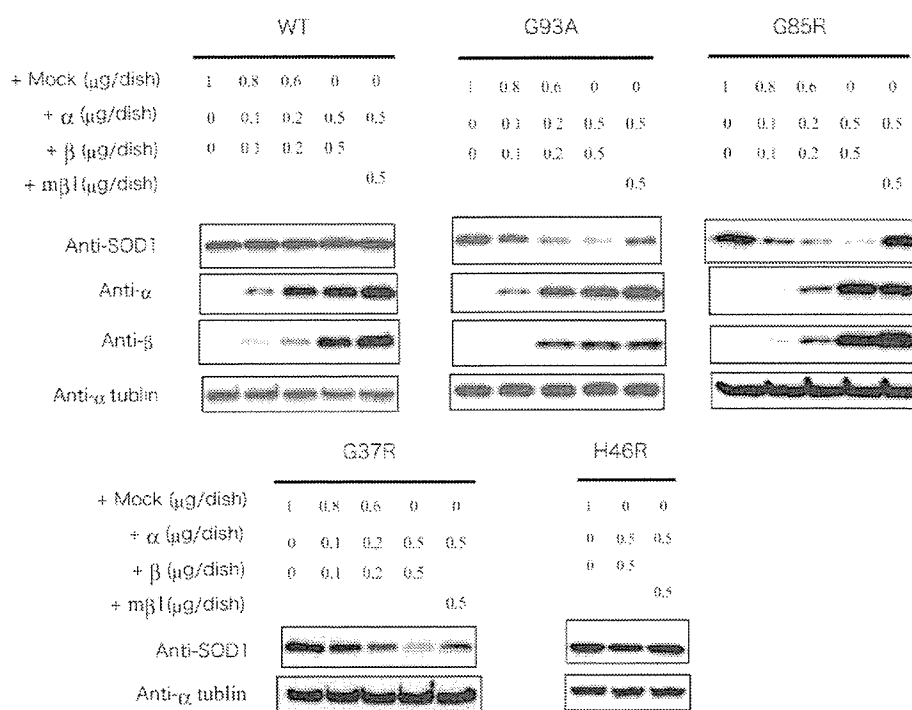 WT G93A G85R
+ Mock (μg/dish) 1 0.8 0.6 0 0 1 0.8 0.6 0 0 1 0.8 0.6 0 0
+ α (μg/dish) 0 0.1 0.2 0.5 0.5 0 0.1 0.2 0.5 0.5 0 0.1 0.2 0.5 0.5
+ β (μg/dish) 0 0.1 0.2 0.5 0 0.1 0.2 0.5 0 0.1 0.2 0.5
+ mβ1(μg/dish) 0.5 0.5 0.5
Anti-SOD1
Anti-α
Anti-β
Anti-α tublin
G37R H46R
+ Mock (μg/dish) 1 0.8 0.6 0 0 1 0 0
+ α (μg/dish) 0 0.1 0.2 0.5 0.5 0 0.5 0.5
+ β (μg/dish) 0 0.1 0.2 0.5 0 0.5
+ mβ1(μg/dish) 0.5 0.5
Anti-SOD1
Anti-α tublin